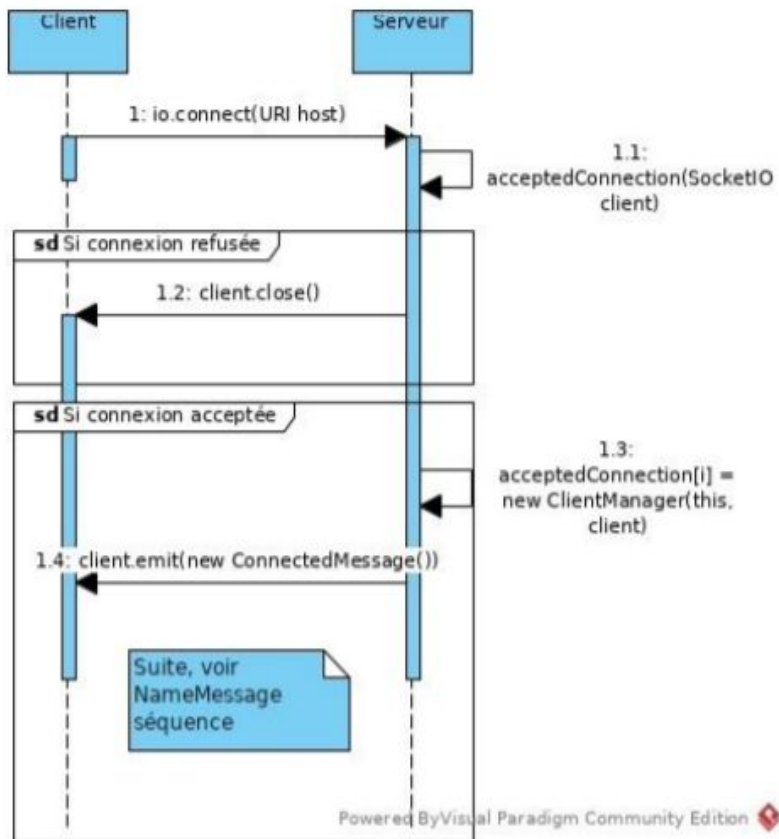 Client
Serveur
1: io.connect(URI host)
1.1:
acceptedConnection(SocketIO
client)
sd Si connexion refusée
1.2: client.close()
sd Si connexion acceptée
1.3:
acceptedConnection[i] =
new ClientManager(this,
client)
1.4: client.emit(new ConnectedMessage())
Suite, voir
NameMessage
séquence
Powered ByVisual Paradigm Community Edition